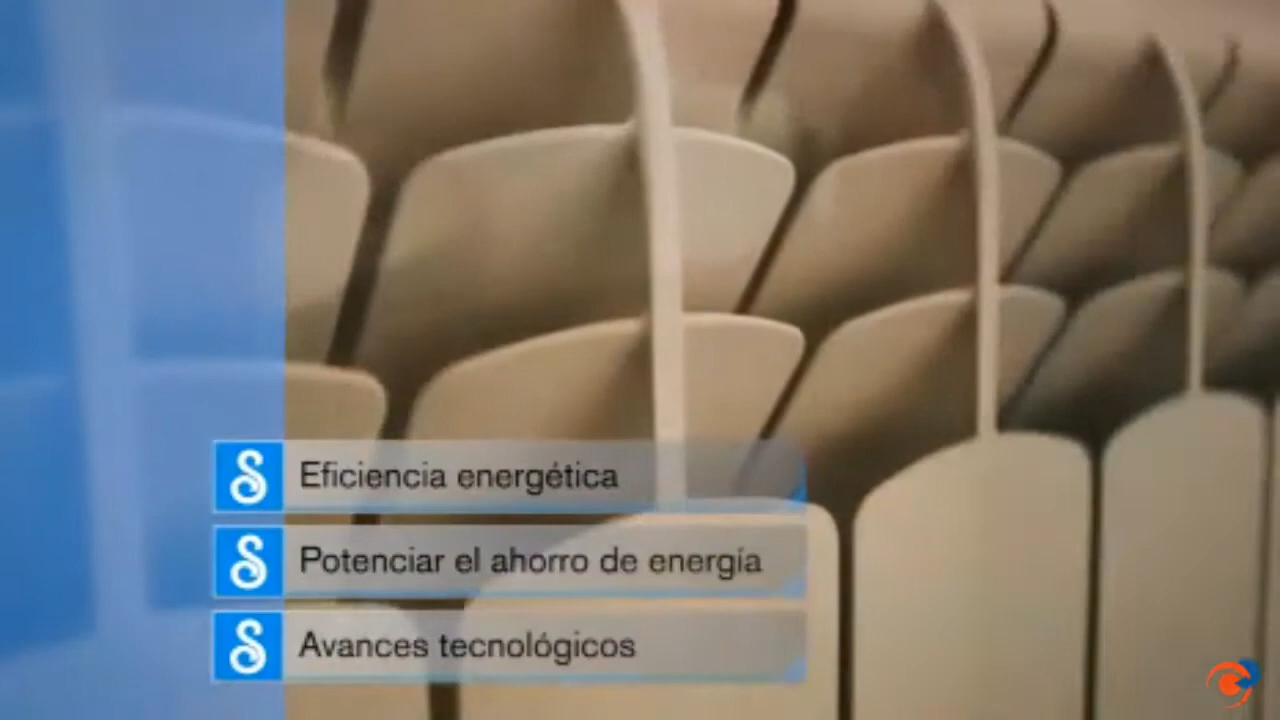 Eficiencia energética
Potenciar el ahorro de energía
Avances tecnológicos